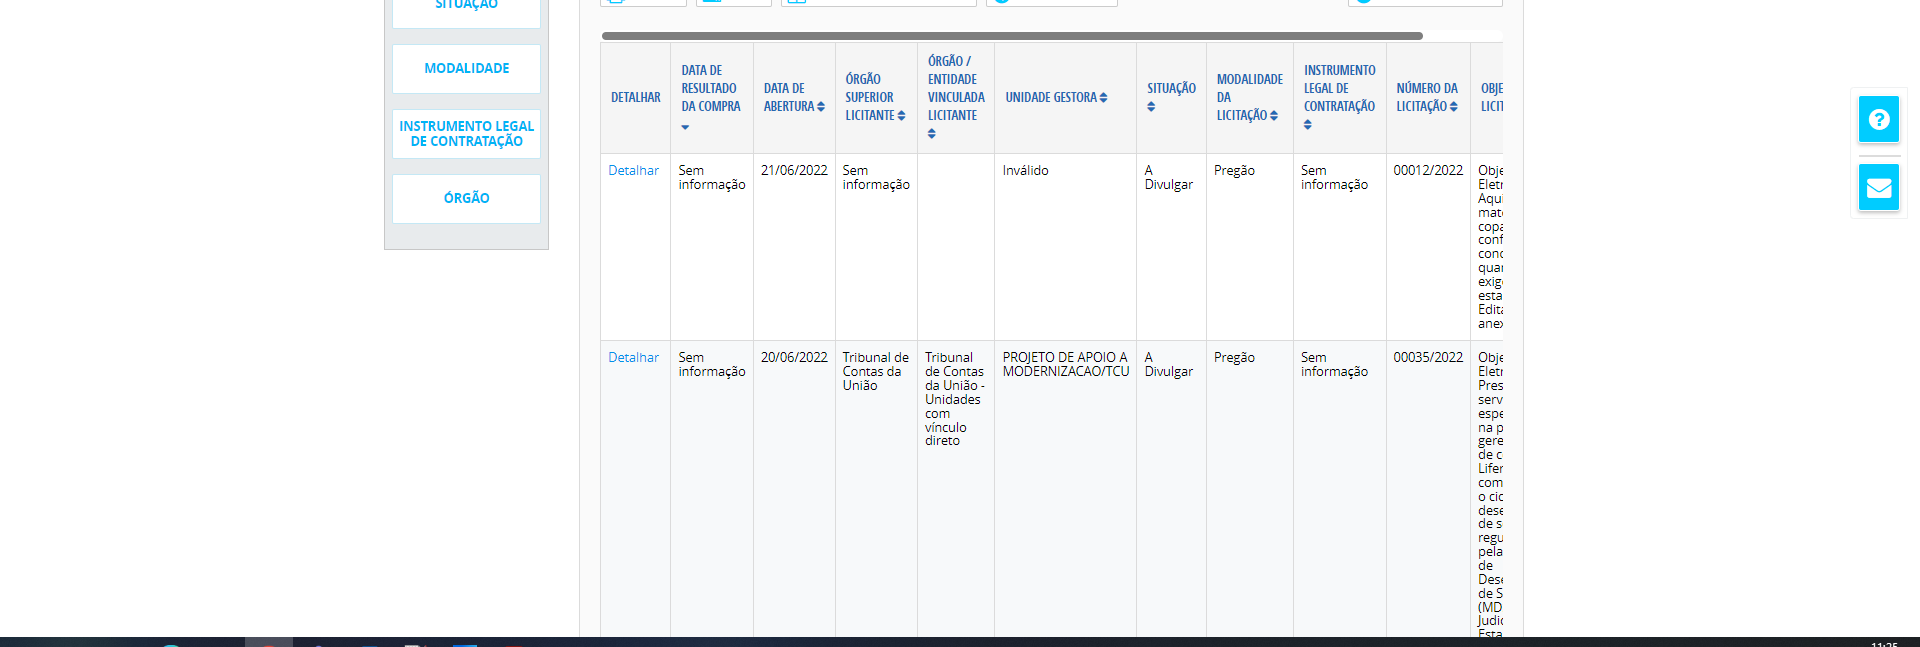 SITUAÇÃO
MODALIDADE
INSTRUMENTO LEGAL
DE CONTRATAÇÃO
ÓRGÃO
DETALHAR
DATA DE
RESULTADO
DA COMPRA
DATA DE
ABERTURA
ÓRGÃO
SUPERIOR
LICITANTE
ÓRGÃO /
ENTIDADE
VINCULADA
LICITANTE
UNIDADE GESTORA
SITUAÇÃO
MODALIDADE
DA
LICITAÇÃO
INSTRUMENTO
LEGAL DE
CONTRATAÇÃO
NÚMERO DA
LICITAÇÃO
OBJE
LICIT
Detalhar
Sem
informação
21/06/2022
Sem
informação
Inválido
A
Divulgar
Pregão
Sem
informação
00012/2022
Obje
Eletr
Aqui
mate
copa
conf
cond
quan
exig
esta
Edita
anex
Detalhar
Sem
informação
20/06/2022
Tribunal de
Contas da
União
Tribunal
de Contas
da União -
Unidades
com
vínculo
direto
PROJETO DE APOIO A
MODERNIZACAO/TCU
A
Divulgar
Pregão
Sem
informação
00035/2022
Obje
Eletr
Pres
serv
espe
na p
gere
de c
Lifer
com
o cic
dese
de s
regu
pela
de
Dese
de S
(MD
Judic
Esta
11:25